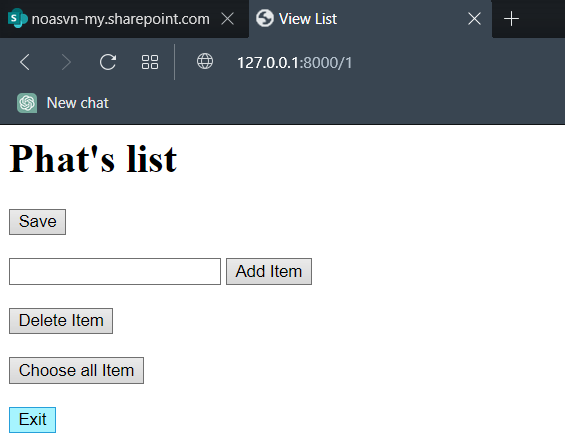 noasvn-my.sharepoint.com
View List
127.0.0.1:8000/1
New chat
Phat's list
Save
Add Item
Delete Item
Choose all Item
Exit